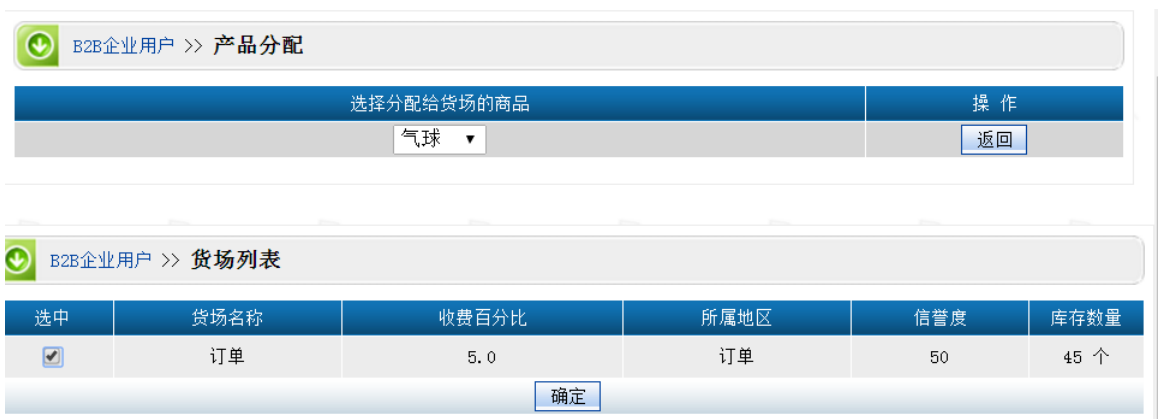 B2B企业用户 >> 产品分配
选择分配给货场的商品 操 作
气球 返回
B2B企业用户 >> 货场列表
选中 货场名称 收费百分比 所属地区 信誉度 库存数量
订单 5.0 订单 50 45 个
确定